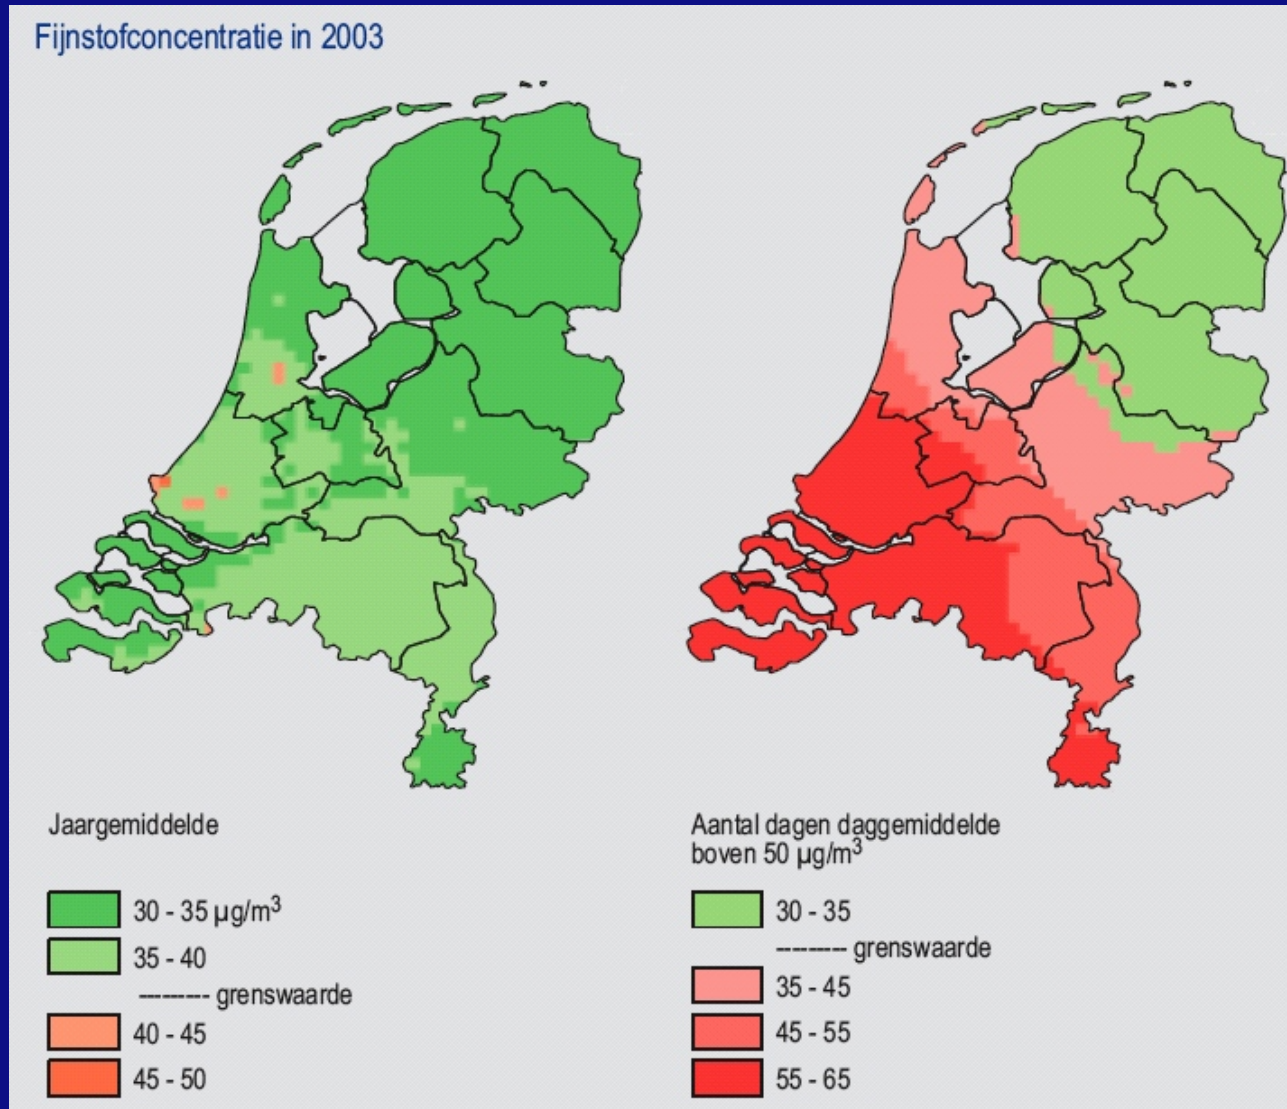 Fijnstofconcentratie in 2003
Jaargemiddelde
30 - 35 µg/m³
35 - 40
--------- grenswaarde
40 - 45
45 - 50
Aantal dagen daggemiddelde
boven 50 µg/m³
30 - 35
--------- grenswaarde
35 - 45
45 - 55
55 - 65